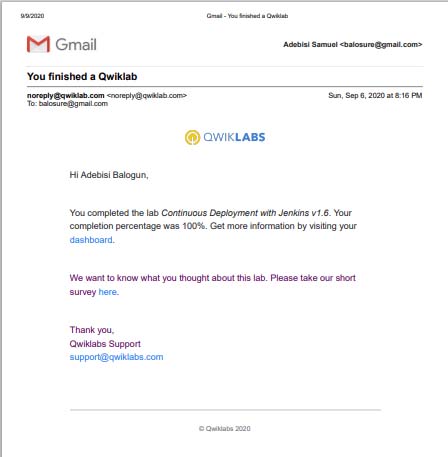 9/9/2020 Gmail - You finished a Qwiklab
Gmail Adebisi Samuel <balosure@gmail.com>
You finished a Qwiklab
noreply@qwiklab.com <noreply@qwiklab.com> Sun, Sep 6, 2020 at 8:16 PM
To: balosure@gmail.com
QWIKLABS
Hi Adebisi Balogun,
You completed the lab Continuous Deployment with Jenkins v1.6. Your
completion percentage was 100%. Get more information by visiting your
dashboard.
We want to know what you thought about this lab. Please take our short
survey here.
Thank you,
Qwiklabs Support
support@qwiklabs.com
© Qwiklabs 2020